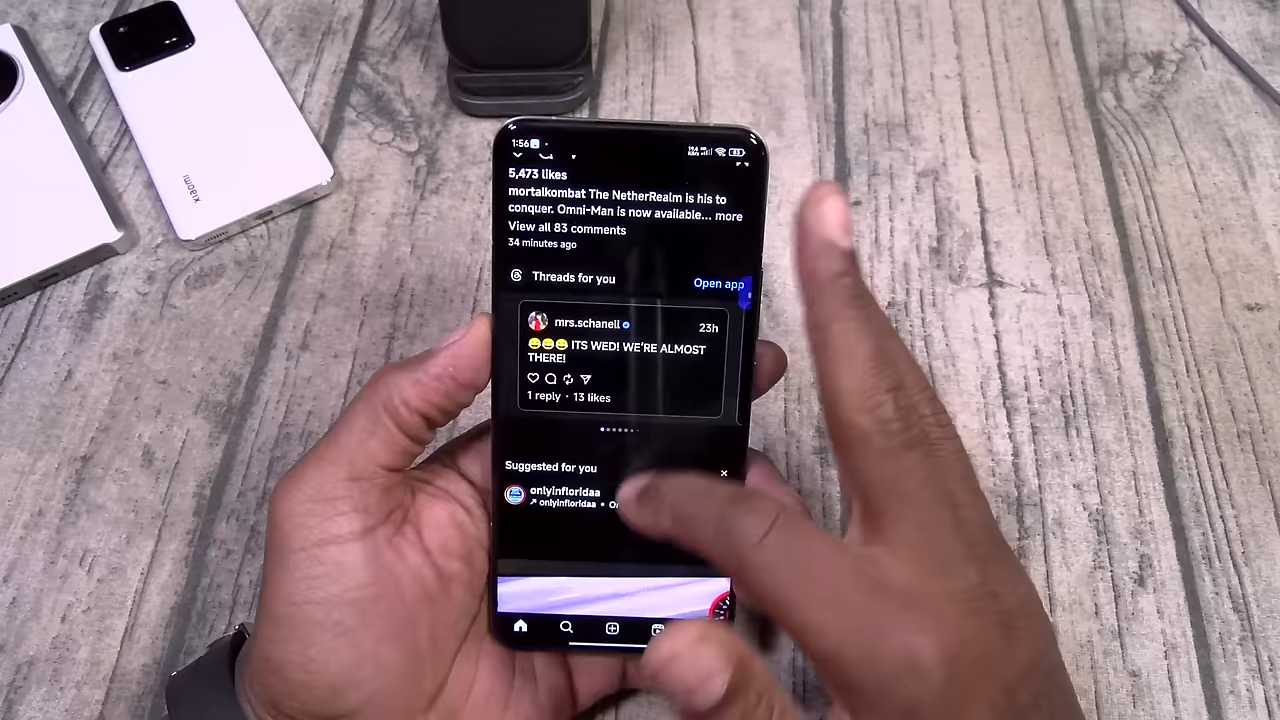 xiaomi
1:56
83
5,473 likes
mortalkombat The NetherRealm is his to
conquer. Omni-Man is now available... more
View all 83 comments
34 minutes ago
Threads for you
Open app
mrs.schanell
23h
😂😂😂 ITS WED! WE'RE ALMOST
THERE!
1 reply · 13 likes
Suggested for you
onlyinfloridaa
onlyinfloridaa •